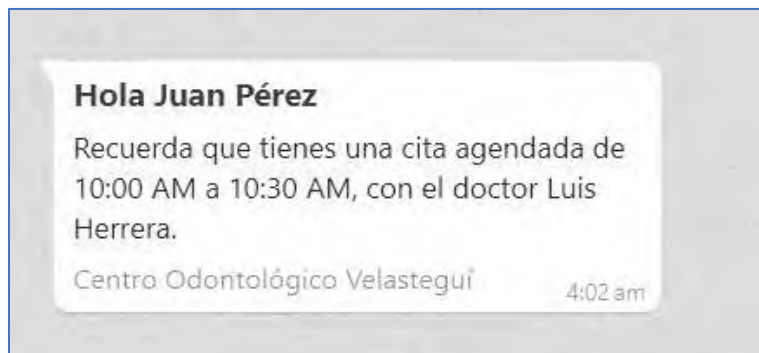 Hola Juan Pérez
Recuerda que tienes una cita agendada de
10:00 AM a 10:30 AM, con el doctor Luis
Herrera.
Centro Odontológico Velasteguí
4:02 am